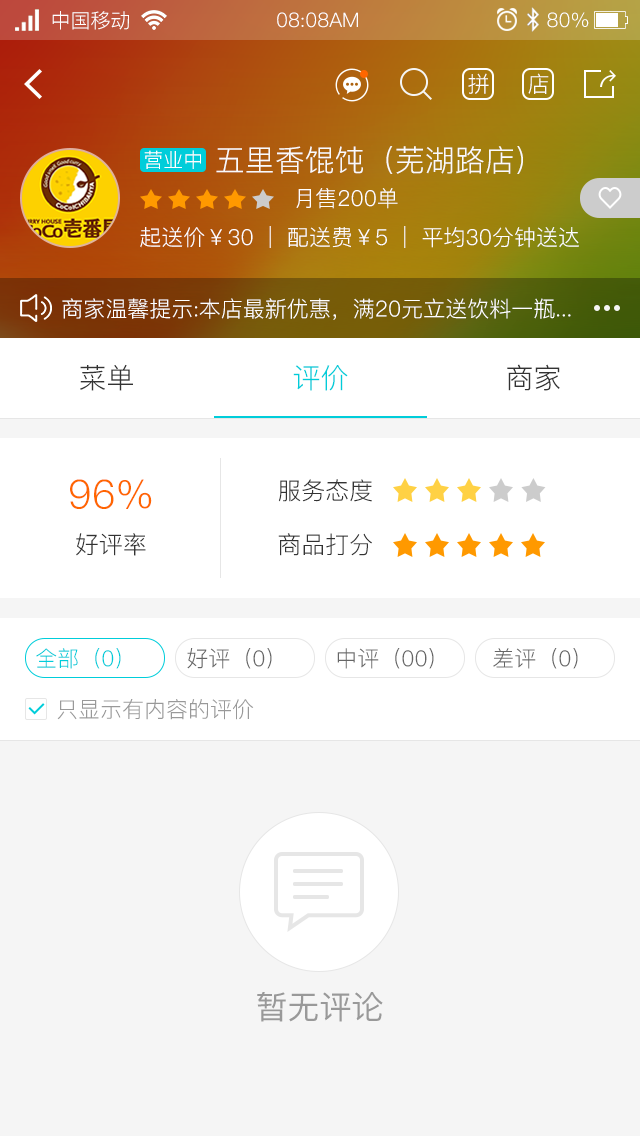 中国移动 08:08AM 80%
拼 店
营业中 五里香馄饨（芜湖路店）
月售200单
起送价￥30 | 配送费￥5 | 平均30分钟送达
Good curry Good curry
CoCoICHIBANYA
CoCo壱番
商家温馨提示:本店最新优惠，满20元立送饮料一瓶...
菜单 评价 商家
96% 服务态度
好评率 商品打分
全部（0） 好评（0） 中评（00） 差评（0）
只显示有内容的评价
暂无评论